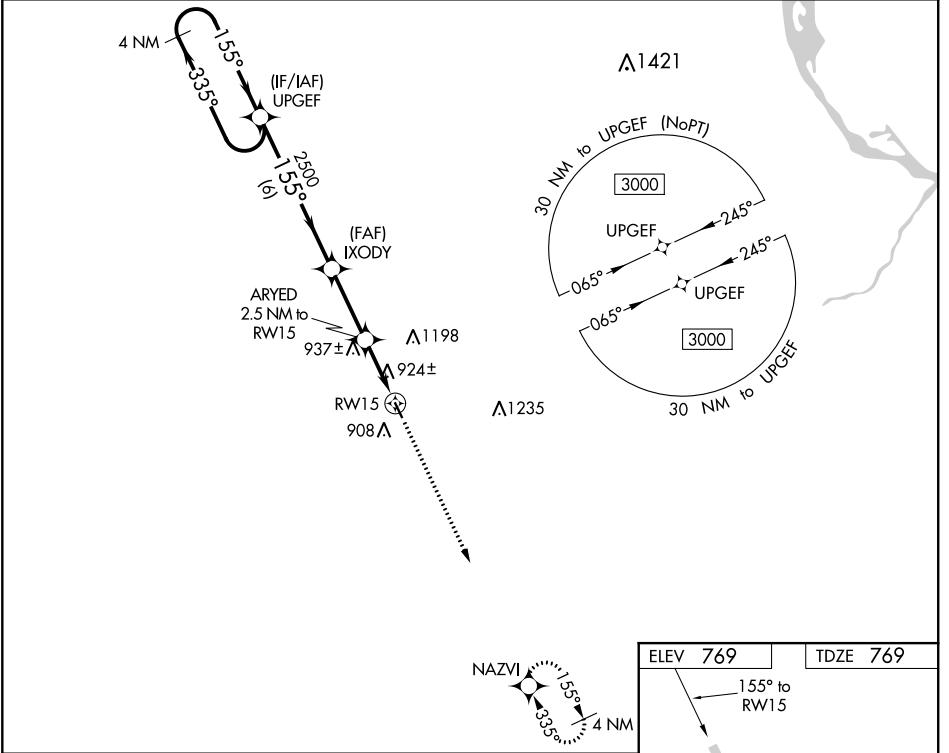 4 NM
155°
335°
(IF/IAF)
UPGEF
2500
155°
(6)
(FAF)
IXODY
ARYED
2.5 NM to
RW15
937±
1198
924±
RW15
908
1235
1421
30 NM to UPGEF (NoPT)
3000
UPGEF
245°
065°
245°
UPGEF
065°
3000
30 NM to UPGEF
NAZVI
155°
335°
4 NM
ELEV 769
TDZE 769
155° to
RW15